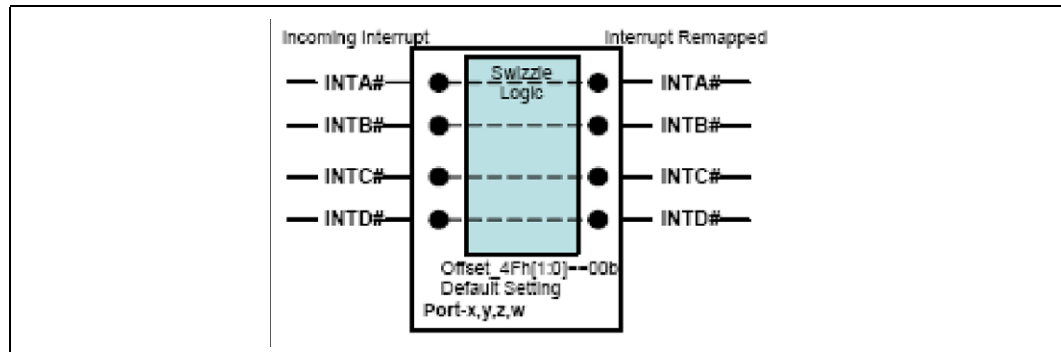 Incoming Interrupt Interrupt Remapped
Swizzle
Logic
INTA# INTA#
INTB# INTB#
INTC# INTC#
INTD# INTD#
Offset_4Fh[1:0]==00b
Default Setting
Port-x,y,z,w